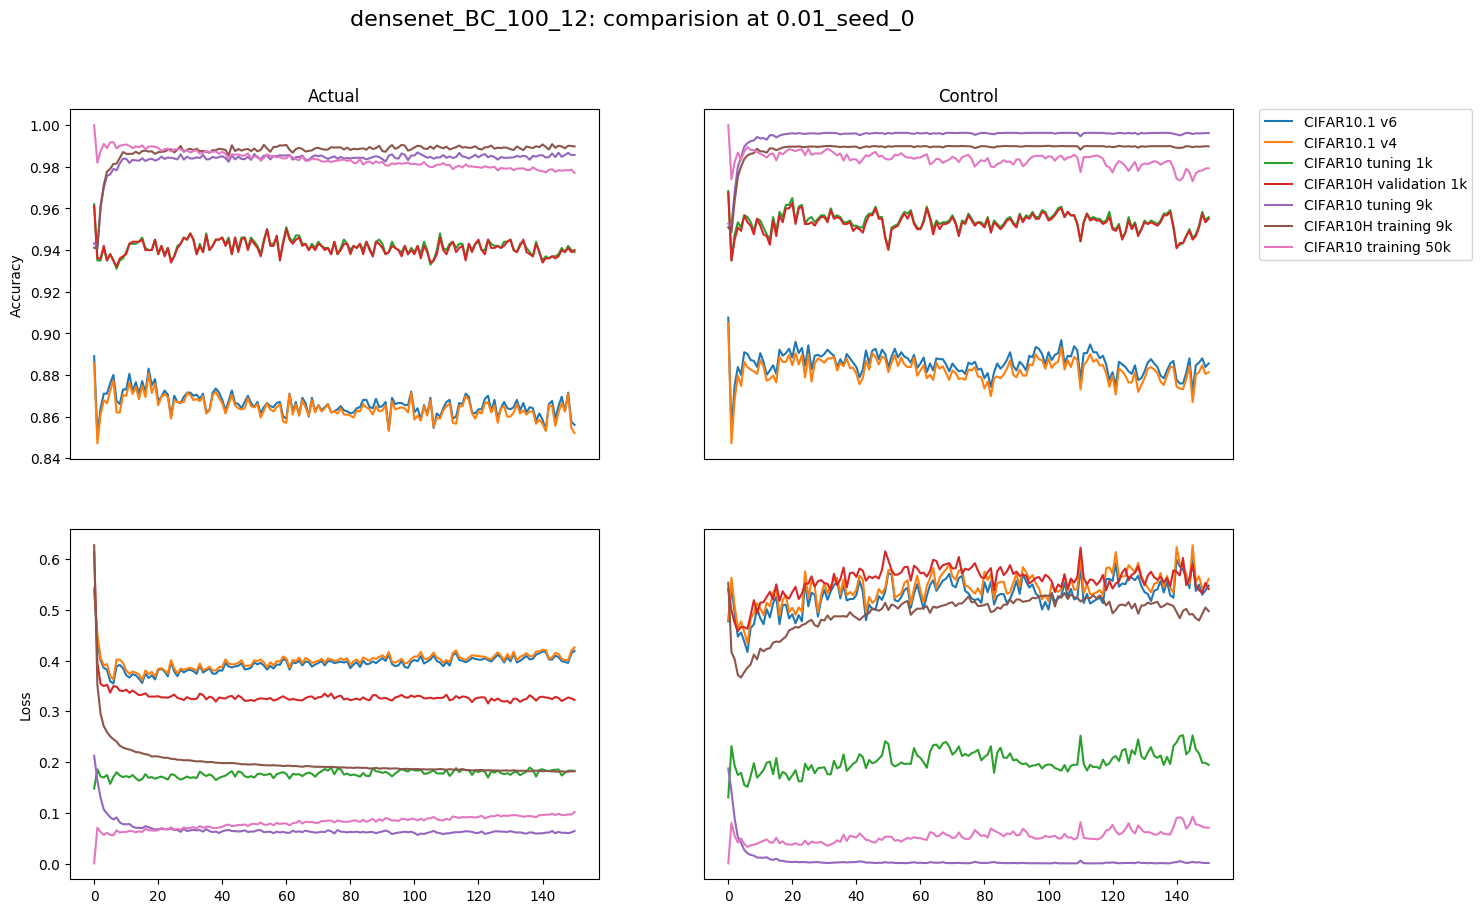 densenet_BC_100_12: comparision at 0.01_seed_0
Actual
Control
CIFAR10.1 v6
CIFAR10.1 v4
CIFAR10 tuning 1k
CIFAR10H validation 1k
CIFAR10 tuning 9k
CIFAR10H training 9k
CIFAR10 training 50k
Accuracy
1.00
0.98
0.96
0.94
0.92
0.90
0.88
0.86
0.84
Loss
0.6
0.5
0.4
0.3
0.2
0.1
0.0
0 20 40 60 80 100 120 140
0 20 40 60 80 100 120 140